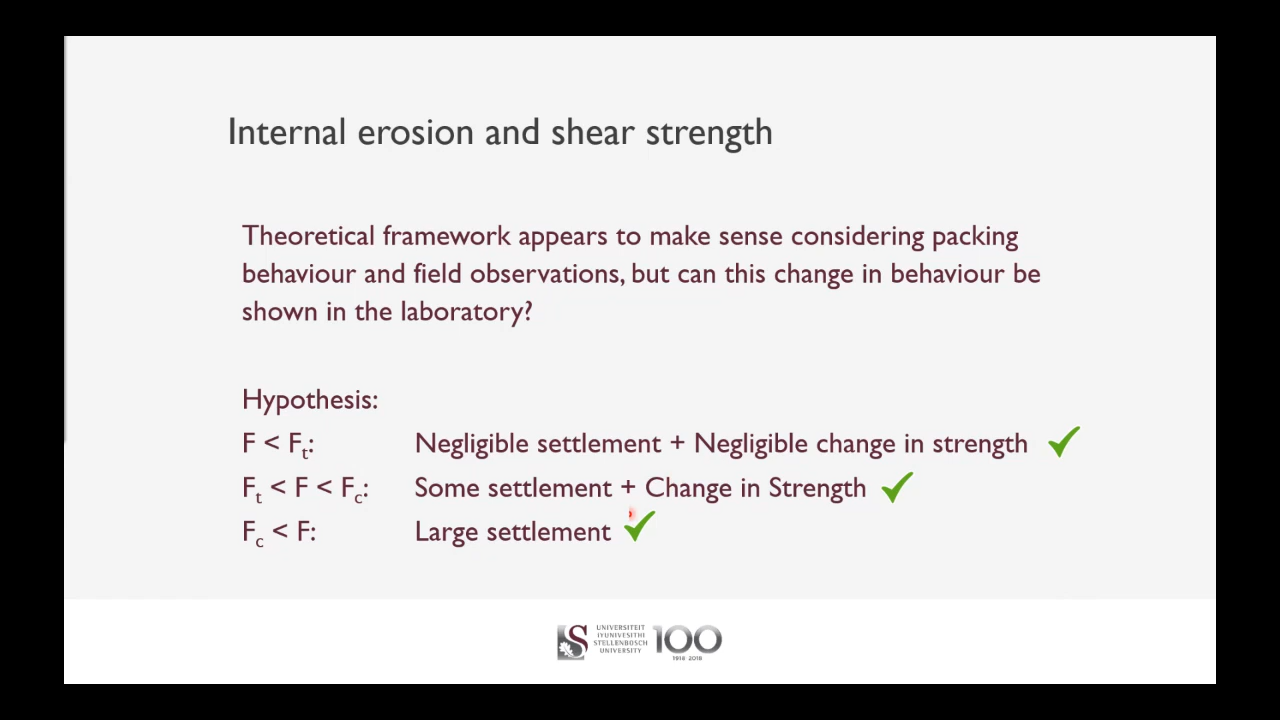 Internal erosion and shear strength
Theoretical framework appears to make sense considering packing
behaviour and field observations, but can this change in behaviour be
shown in the laboratory?
Hypothesis:
F < Ft: Negligible settlement + Negligible change in strength
Ft < F < Fc: Some settlement + Change in Strength
Fc < F: Large settlement
UNIVERSITEIT
IYUNIVESITHI
STELLENBOSCH
UNIVERSITY
100
1918 2018